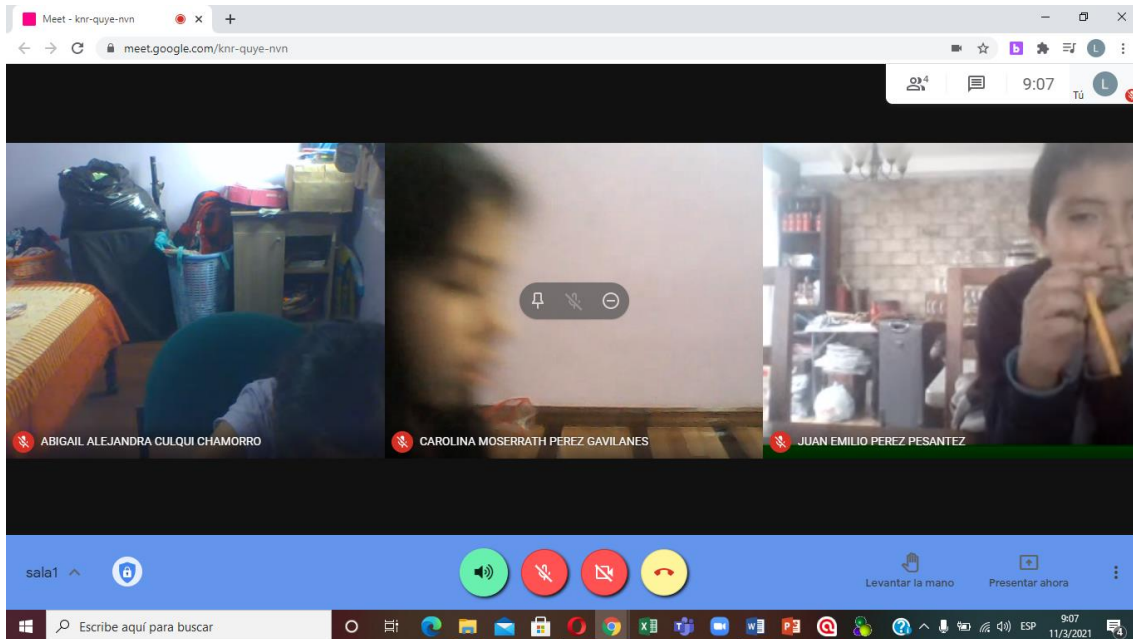 Meet - knr-quye-nvn
meet.google.com/knr-quye-nvn
L
4
9:07
Tú
L
ABIGAIL ALEJANDRA CULQUI CHAMORRO
CAROLINA MOSERRATH PEREZ GAVILANES
JUAN EMILIO PEREZ PESANTEZ
sala1
Levantar la mano
Presentar ahora
Escribe aquí para buscar
ESP
9:07
11/3/2021
4